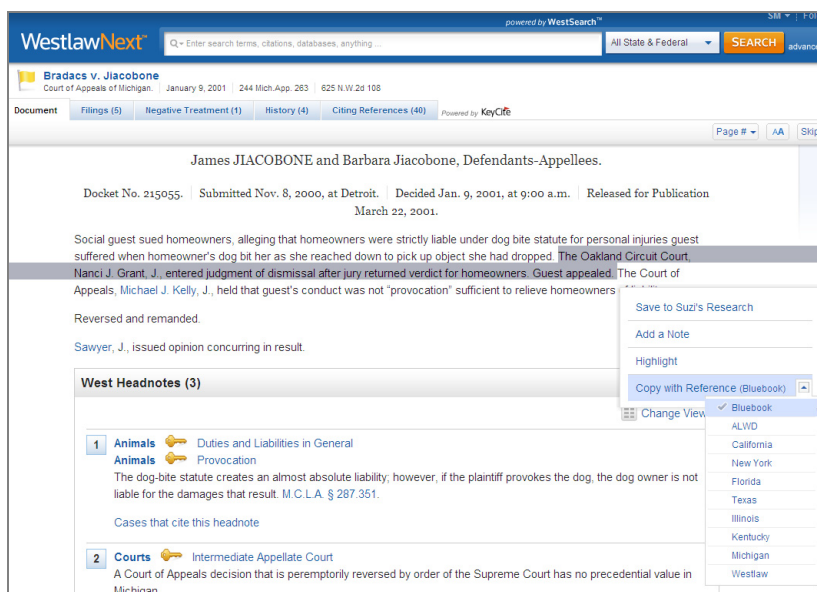 powered by WestSearch™
SM
WestlawNext™
Enter search terms, citations, databases, anything ...
All State & Federal
SEARCH
Bradacs v. Jiacobone
Court of Appeals of Michigan. January 9, 2001 244 Mich.App. 263 625 N.W.2d 108
Document Filings (5) Negative Treatment (1) History (4) Citing References (40) Powered by KeyCite
Page # AA
James JIACOBONE and Barbara Jiacobone, Defendants-Appellees.
Docket No. 215055. Submitted Nov. 8, 2000, at Detroit. Decided Jan. 9, 2001, at 9:00 a.m. Released for Publication
March 22, 2001.
Social guest sued homeowners, alleging that homeowners were strictly liable under dog bite statute for personal injuries guest
suffered when homeowner's dog bit her as she reached down to pick up object she had dropped. The Oakland Circuit Court,
Nanci J. Grant, J., entered judgment of dismissal after jury returned verdict for homeowners. Guest appealed. The Court of
Appeals, Michael J. Kelly, J., held that guest's conduct was not "provocation" sufficient to relieve homeowners
Reversed and remanded.
Sawyer, J., issued opinion concurring in result.
Save to Suzi's Research
Add a Note
Highlight
Copy with Reference (Bluebook)
Bluebook
ALWD
California
New York
Florida
Texas
Illinois
Kentucky
Michigan
Westlaw
West Headnotes (3)
Change View
1 Animals Duties and Liabilities in General
Animals Provocation
The dog-bite statute creates an almost absolute liability; however, if the plaintiff provokes the dog, the dog owner is not
liable for the damages that result. M.C.L.A. § 287.351.
Cases that cite this headnote
2 Courts Intermediate Appellate Court
A Court of Appeals decision that is peremptorily reversed by order of the Supreme Court has no precedential value in
Michigan